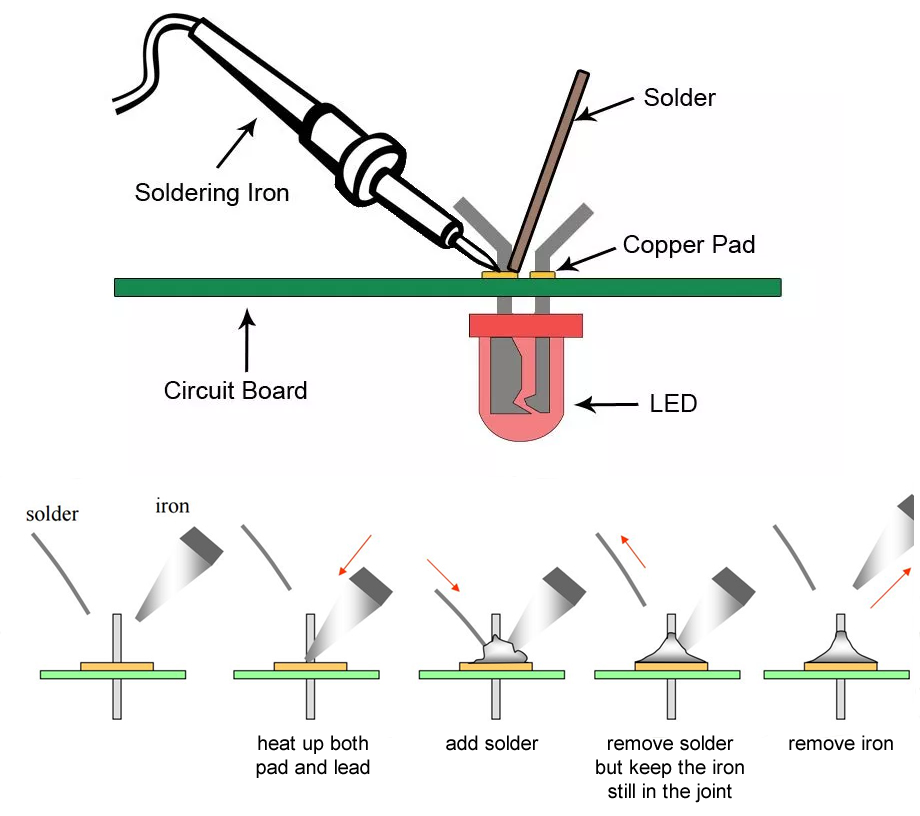 Solder
Soldering Iron
Copper Pad
Circuit Board
LED
solder
iron
heat up both
pad and lead
add solder
remove solder
but keep the iron
still in the joint
remove iron